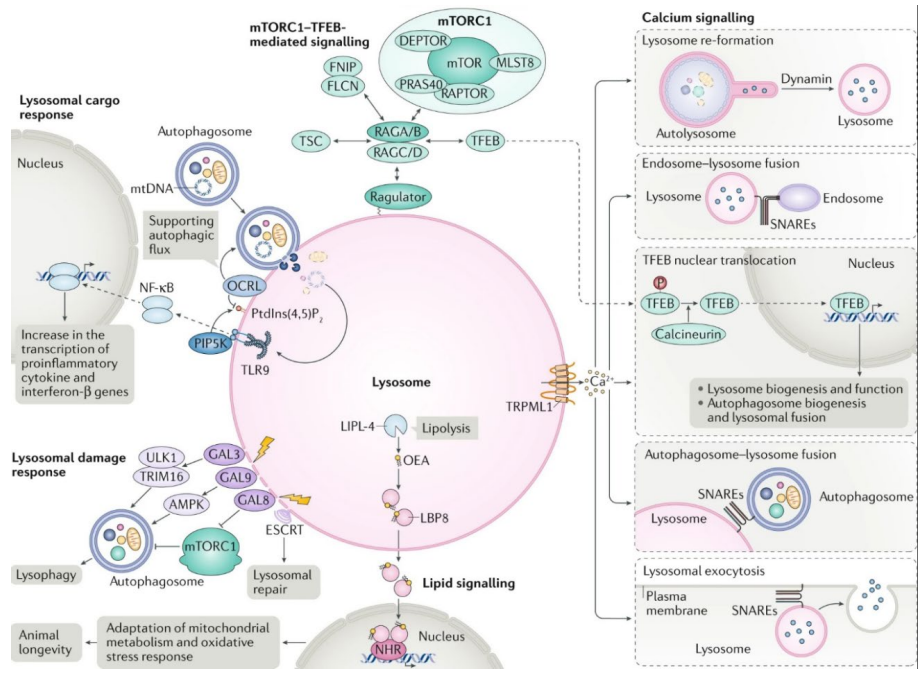 mTORC1–TFEB-
mediated signalling
mTORC1
DEPTOR
mTOR
MLST8
PRAS40
RAPTOR
FNIP
FLCN
TSC
RAGA/B
RAGC/D
TFEB
Ragulator
Lysosomal cargo
response
Nucleus
Autophagosome
mtDNA
Supporting
autophagic
flux
OCRL
NF-κB
PtdIns(4,5)P2
PIP5K
TLR9
Increase in the
transcription of
proinflammatory
cytokine and
interferon-β genes
Lysosome
LIPL-4
Lipolysis
OEA
LBP8
TRPML1
Ca2+
Lysosomal damage
response
ULK1
TRIM16
GAL3
GAL9
GAL8
AMPK
ESCRT
mTORC1
Autophagosome
Lysophagy
Lysosomal
repair
Lipid signalling
Nucleus
NHR
Adaptation of mitochondrial
metabolism and oxidative
stress response
Animal
longevity
Calcium signalling
Lysosome re-formation
Dynamin
Autolysosome
Lysosome
Endosome–lysosome fusion
Lysosome
Endosome
SNAREs
TFEB nuclear translocation
Nucleus
P
TFEB
TFEB
TFEB
Calcineurin
• Lysosome biogenesis and function
• Autophagosome biogenesis
and lysosomal fusion
Autophagosome–lysosome fusion
SNAREs
Autophagosome
Lysosome
Lysosomal exocytosis
Plasma
membrane
SNAREs
Lysosome